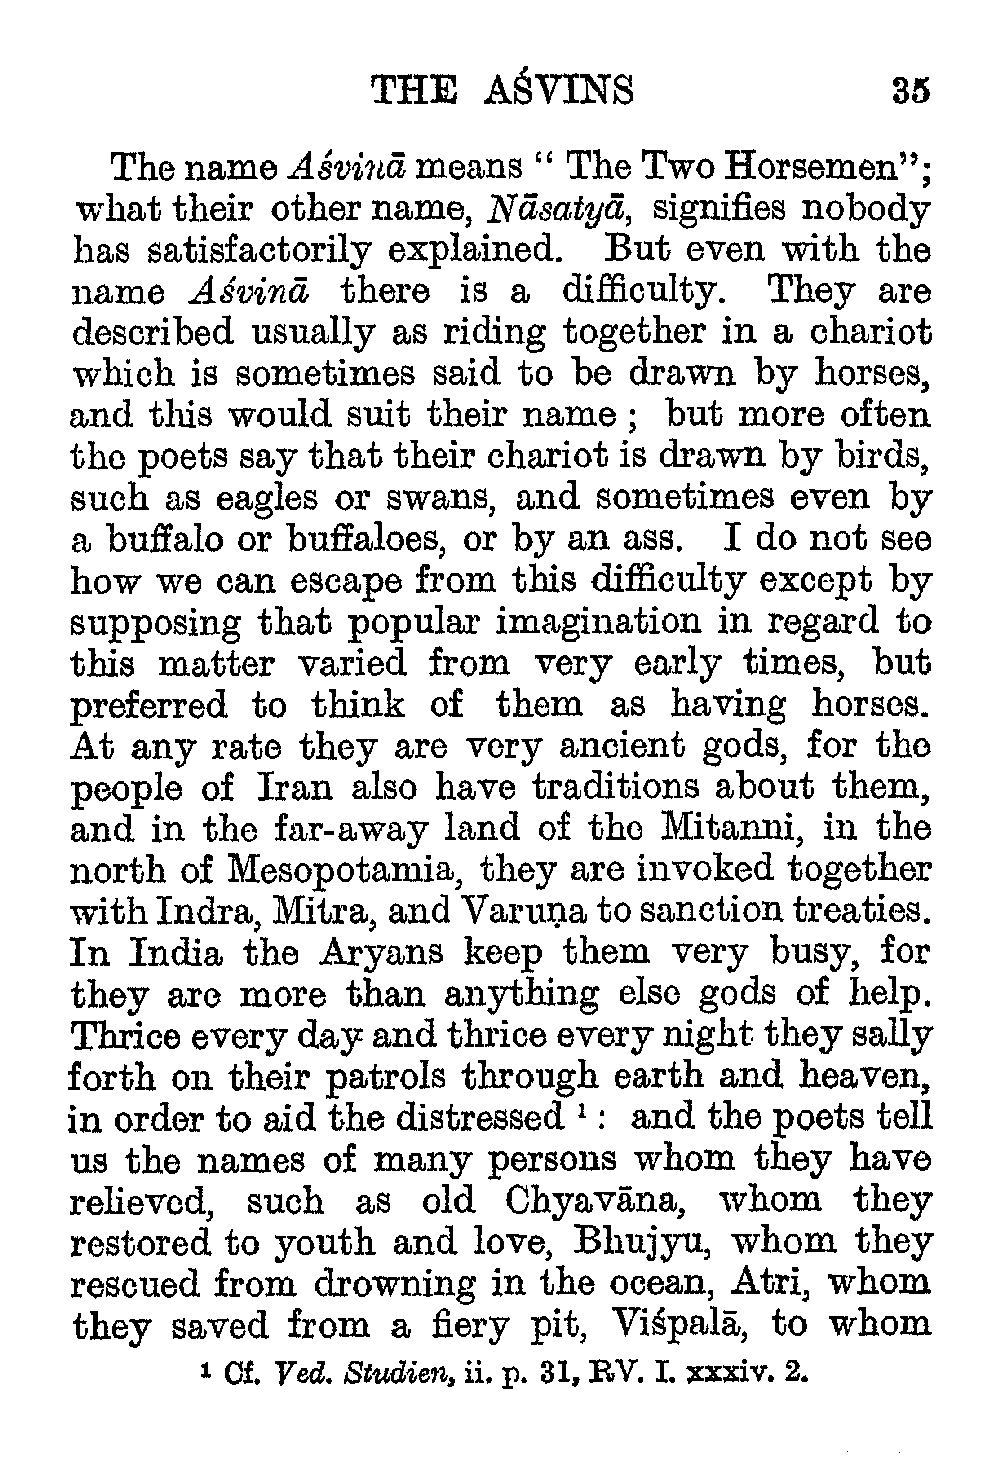 THE AŚVINS 35
The name Aśvinā means “ The Two Horsemen”;
what their other name, Nāsatyā, signifies nobody
has satisfactorily explained. But even with the
name Aśvinā there is a difficulty. They are
described usually as riding together in a chariot
which is sometimes said to be drawn by horses,
and this would suit their name ; but more often
the poets say that their chariot is drawn by birds,
such as eagles or swans, and sometimes even by
a buffalo or buffaloes, or by an ass. I do not see
how we can escape from this difficulty except by
supposing that popular imagination in regard to
this matter varied from very early times, but
preferred to think of them as having horses.
At any rate they are very ancient gods, for the
people of Iran also have traditions about them,
and in the far-away land of the Mitanni, in the
north of Mesopotamia, they are invoked together
with Indra, Mitra, and Varuṇa to sanction treaties.
In India the Aryans keep them very busy, for
they are more than anything else gods of help.
Thrice every day and thrice every night they sally
forth on their patrols through earth and heaven,
in order to aid the distressed ¹ : and the poets tell
us the names of many persons whom they have
relieved, such as old Chyavāna, whom they
restored to youth and love, Bhujyu, whom they
rescued from drowning in the ocean, Atri, whom
they saved from a fiery pit, Viśpalā, to whom
¹ Cf. Ved. Studien, ii. p. 31, RV. I. xxxiv. 2.